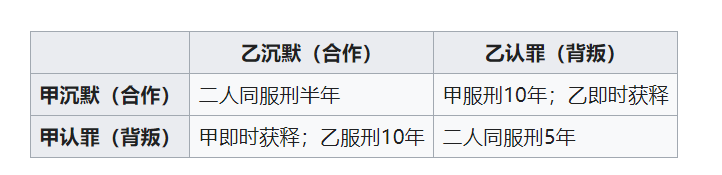 乙沉默（合作） 乙认罪（背叛）
甲沉默（合作） 二人同服刑半年 甲服刑10年；乙即时获释
甲认罪（背叛） 甲即时获释；乙服刑10年 二人同服刑5年